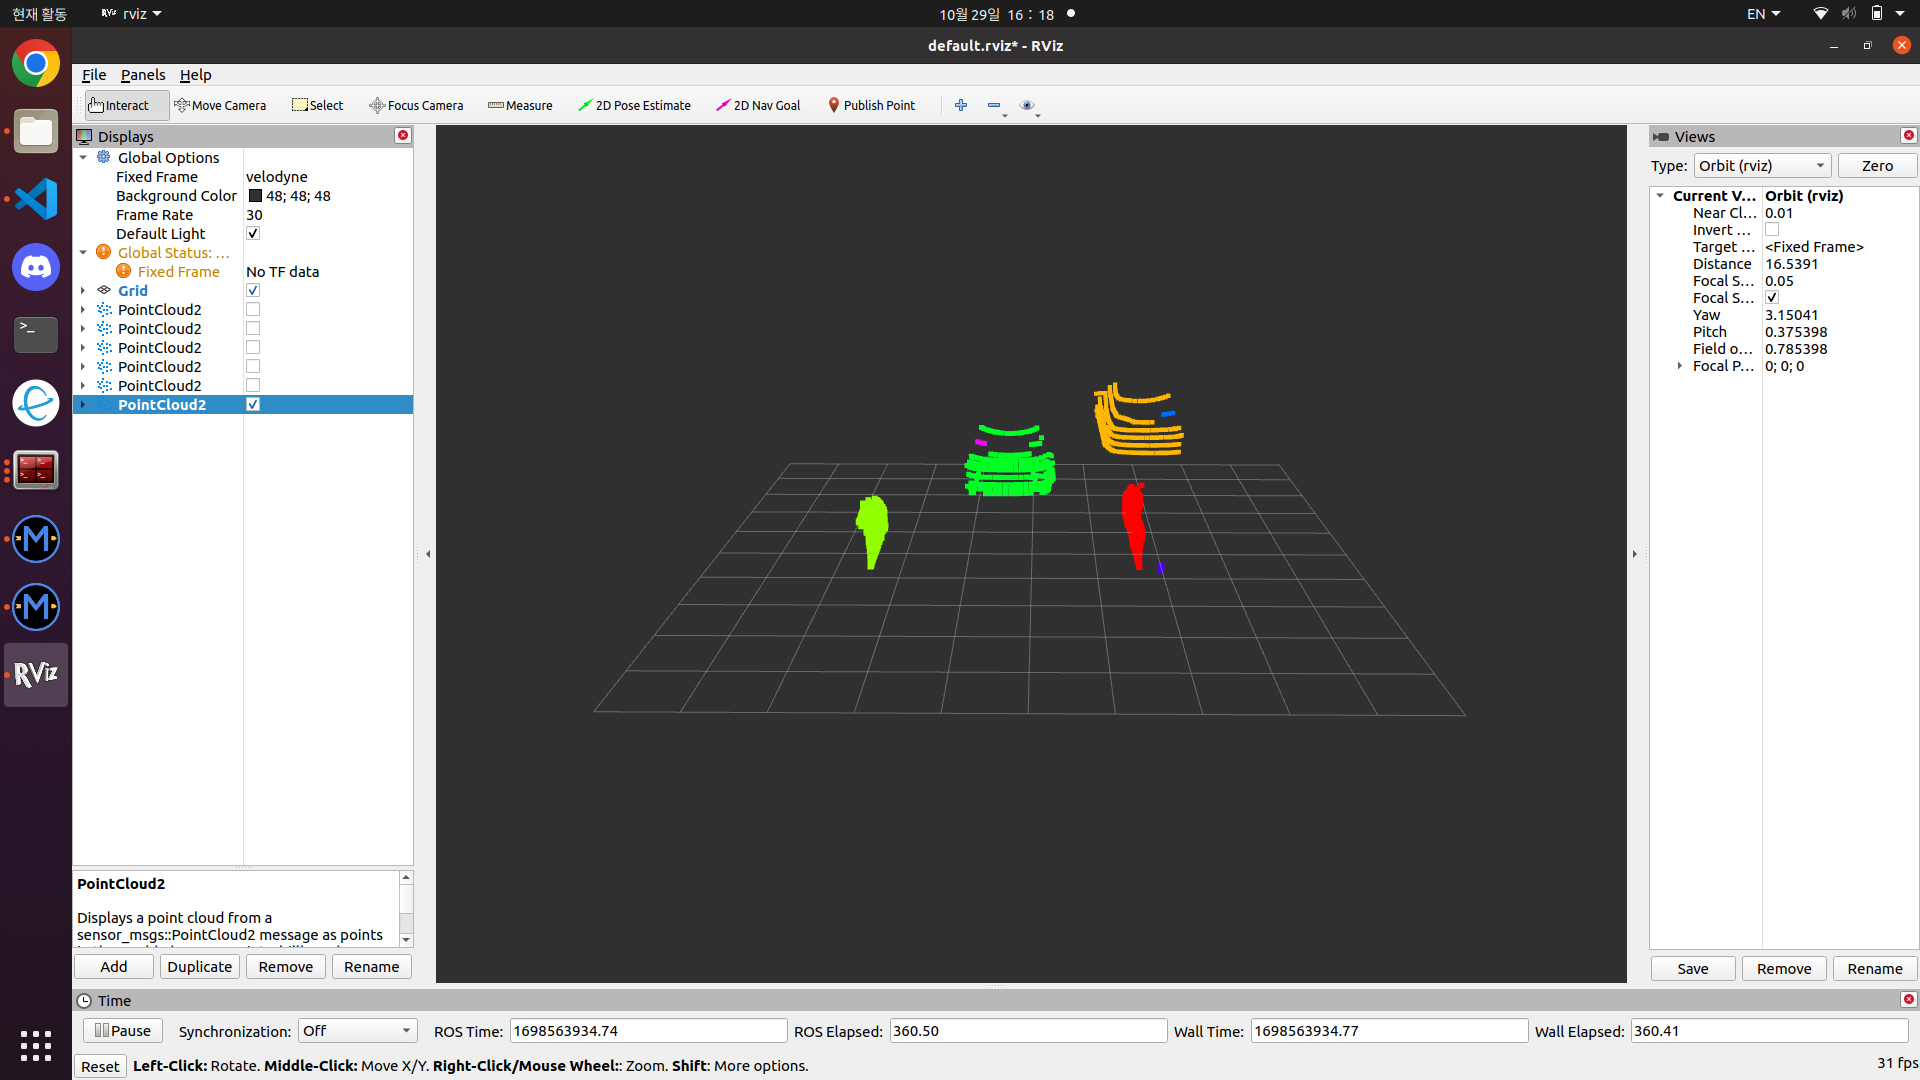 현재 활동 RViz rviz 10월 29일 16 : 18 EN
default.rviz* - RViz
File Panels Help
Interact Move Camera Select Focus Camera Measure 2D Pose Estimate 2D Nav Goal Publish Point
Displays
Global Options
Fixed Frame velodyne
Background Color 48; 48; 48
Frame Rate 30
Default Light
Global Status: ...
Fixed Frame No TF data
Grid
PointCloud2
PointCloud2
PointCloud2
PointCloud2
PointCloud2
PointCloud2
PointCloud2
Displays a point cloud from a
sensor_msgs::PointCloud2 message as points
Add Duplicate Remove Rename
Views
Type: Orbit (rviz) Zero
Current V... Orbit (rviz)
Near Cl... 0.01
Invert ...
Target ... <Fixed Frame>
Distance 16.5391
Focal S... 0.05
Focal S...
Yaw 3.15041
Pitch 0.375398
Field o... 0.785398
Focal P... 0; 0; 0
Save Remove Rename
RViz
Time
Pause Synchronization: Off ROS Time: 1698563934.74 ROS Elapsed: 360.50 Wall Time: 1698563934.77 Wall Elapsed: 360.41
Reset Left-Click: Rotate. Middle-Click: Move X/Y. Right-Click/Mouse Wheel:: Zoom. Shift: More options. 31 fps